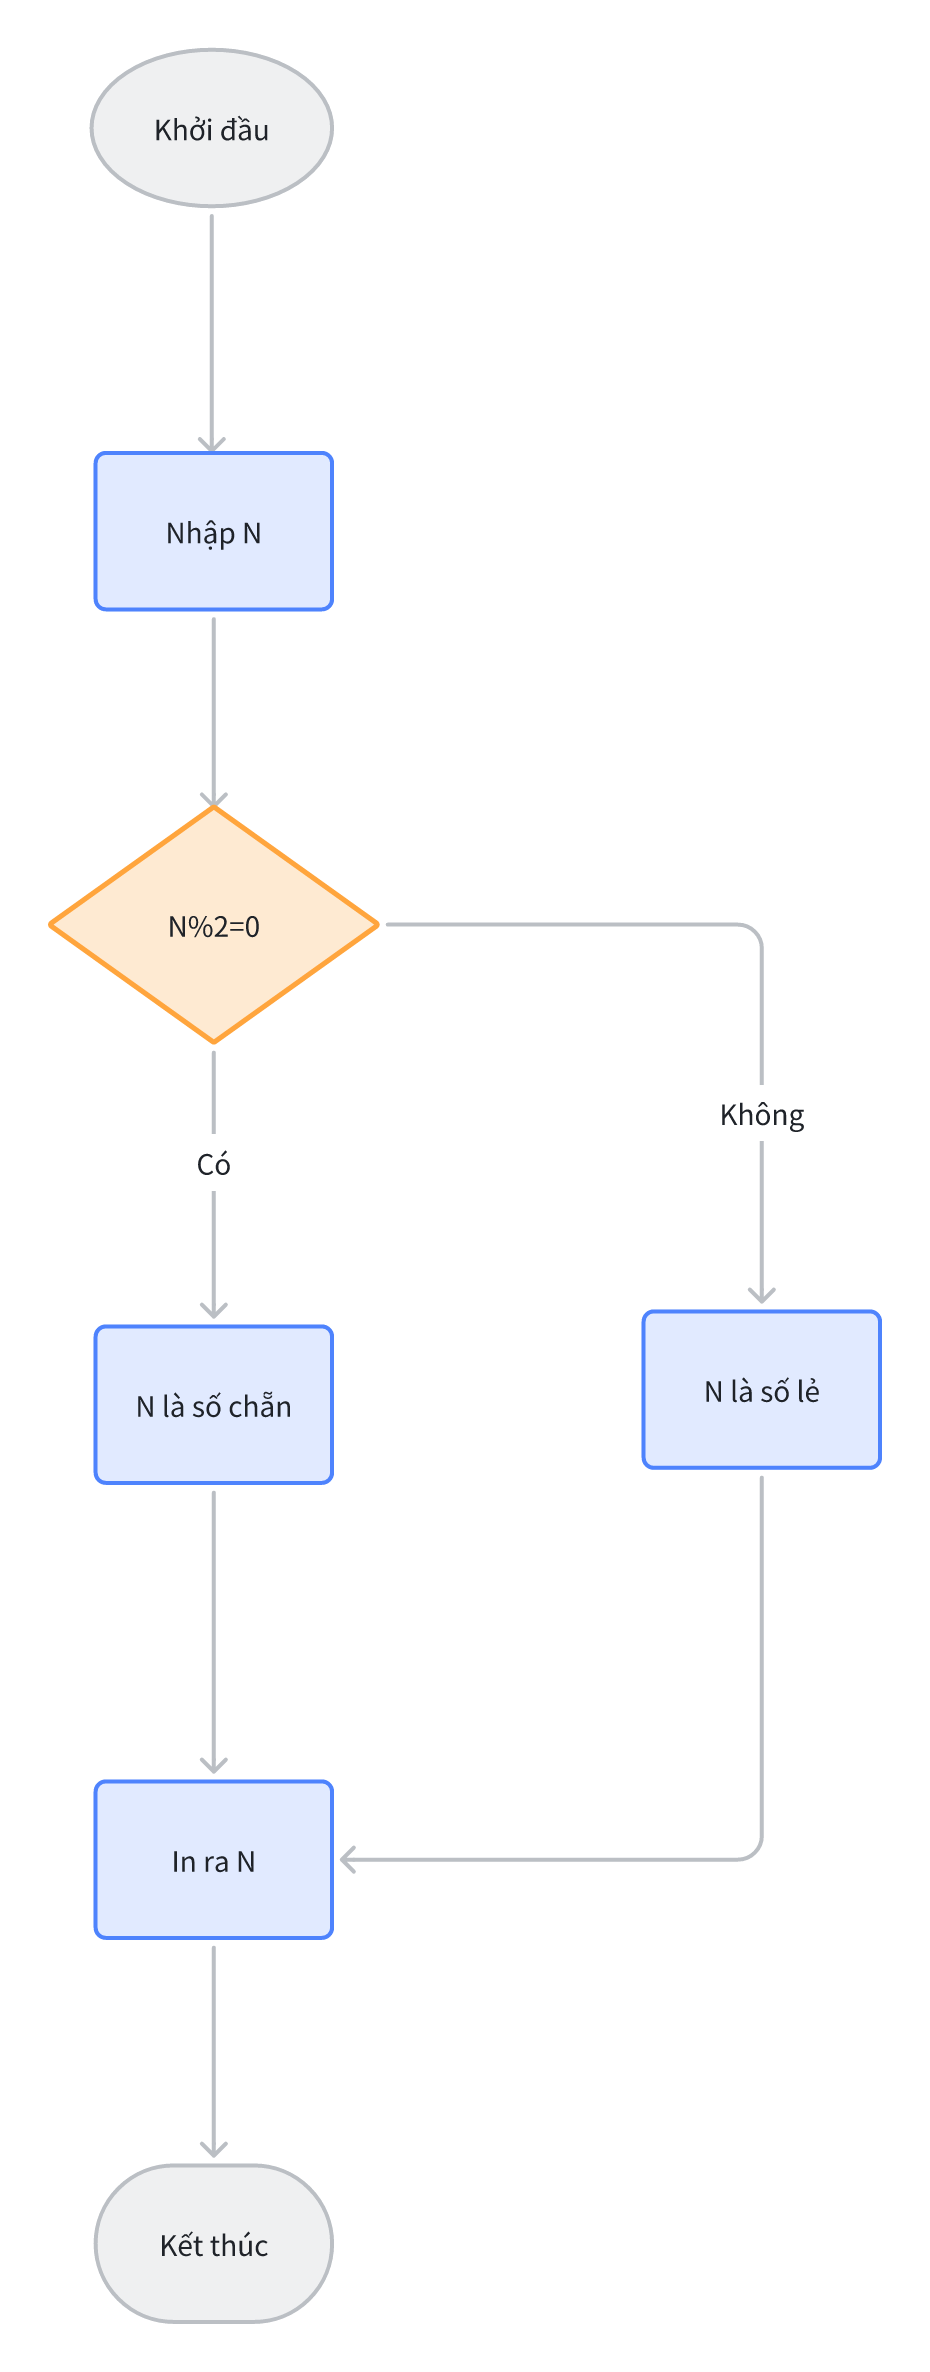 Khởi đầu
Nhập N
N%2=0
Không
Có
N là số lẻ
N là số chẵn
In ra N
Kết thúc